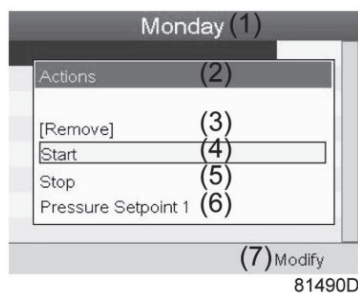 Monday (1)
Actions (2)
[Remove] (3)
Start (4)
Stop (5)
Pressure Setpoint 1 (6)
(7) Modify
81490D